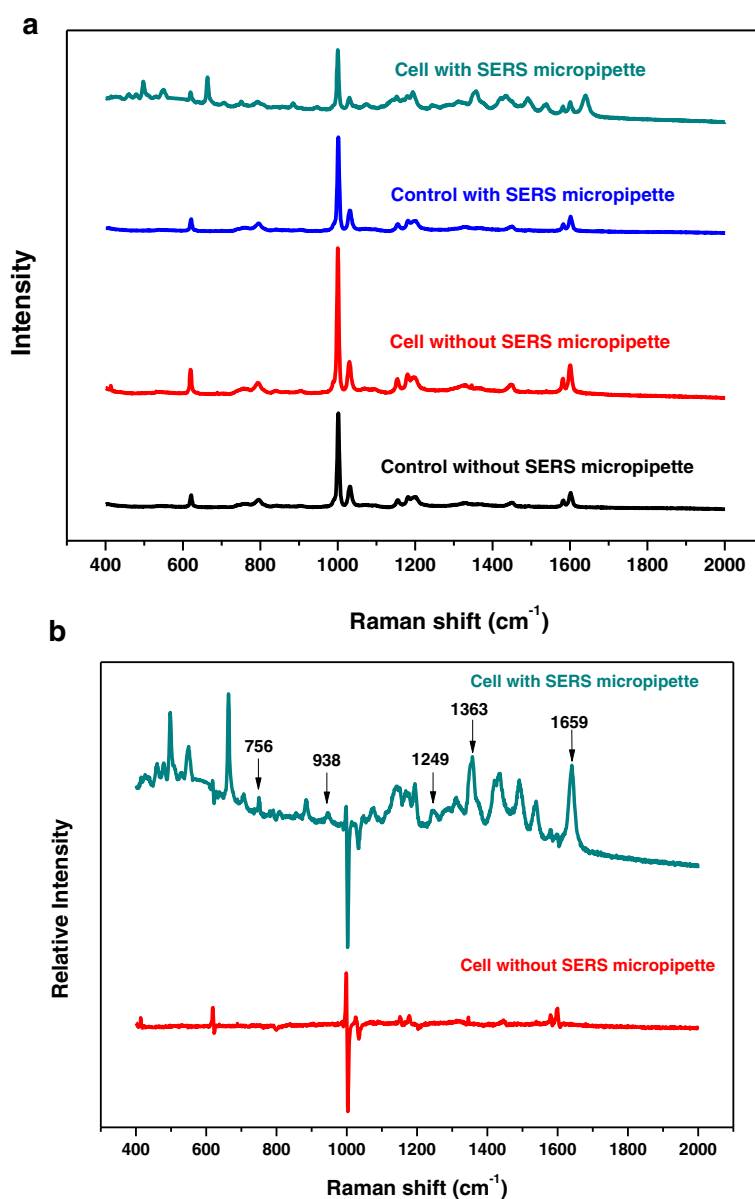 a
Cell with SERS micropipette
Control with SERS micropipette
Cell without SERS micropipette
Control without SERS micropipette
Intensity
400 600 800 1000 1200 1400 1600 1800 2000
Raman shift (cm⁻¹)
b
Cell with SERS micropipette
1363
756 938 1249 1659
Cell without SERS micropipette
Relative Intensity
400 600 800 1000 1200 1400 1600 1800 2000
Raman shift (cm⁻¹)